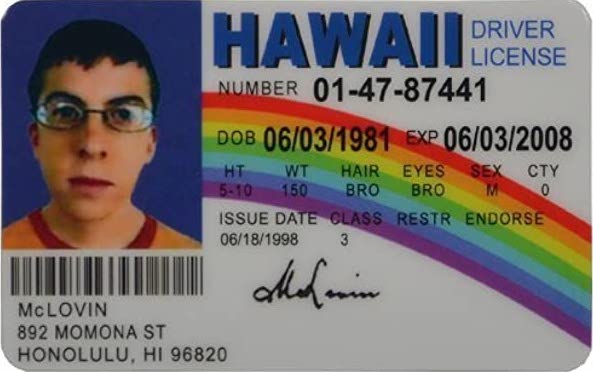 HAWAII DRIVER LICENSE
NUMBER 01-47-87441
DOB 06/03/1981 EXP 06/03/2008
HT WT HAIR EYES SEX CTY
5-10 150 BRO BRO M 0
ISSUE DATE CLASS RESTR ENDORSE
06/18/1998 3
McLovin
McLOVIN
892 MOMONA ST
HONOLULU, HI 96820